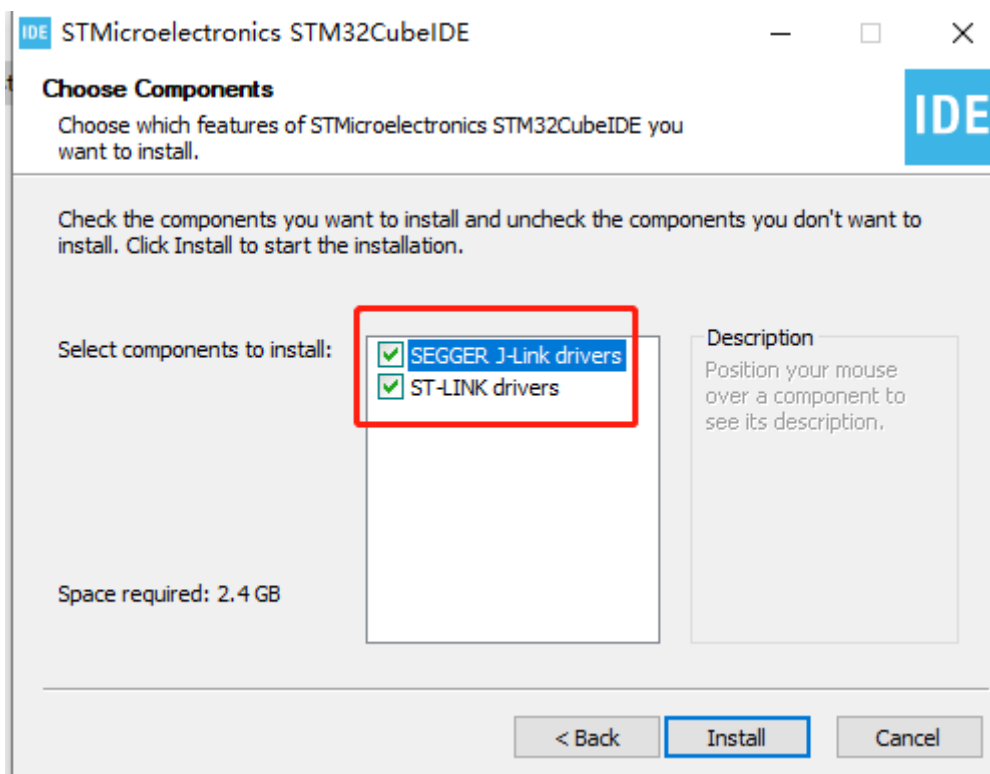 IDE STMicroelectronics STM32CubeIDE
Choose Components
Choose which features of STMicroelectronics STM32CubeIDE you
want to install.
IDE
Check the components you want to install and uncheck the components you don't want to
install. Click Install to start the installation.
Select components to install:
SEGGER J-Link drivers
ST-LINK drivers
Description
Position your mouse
over a component to
see its description.
Space required: 2.4 GB
< Back
Install
Cancel